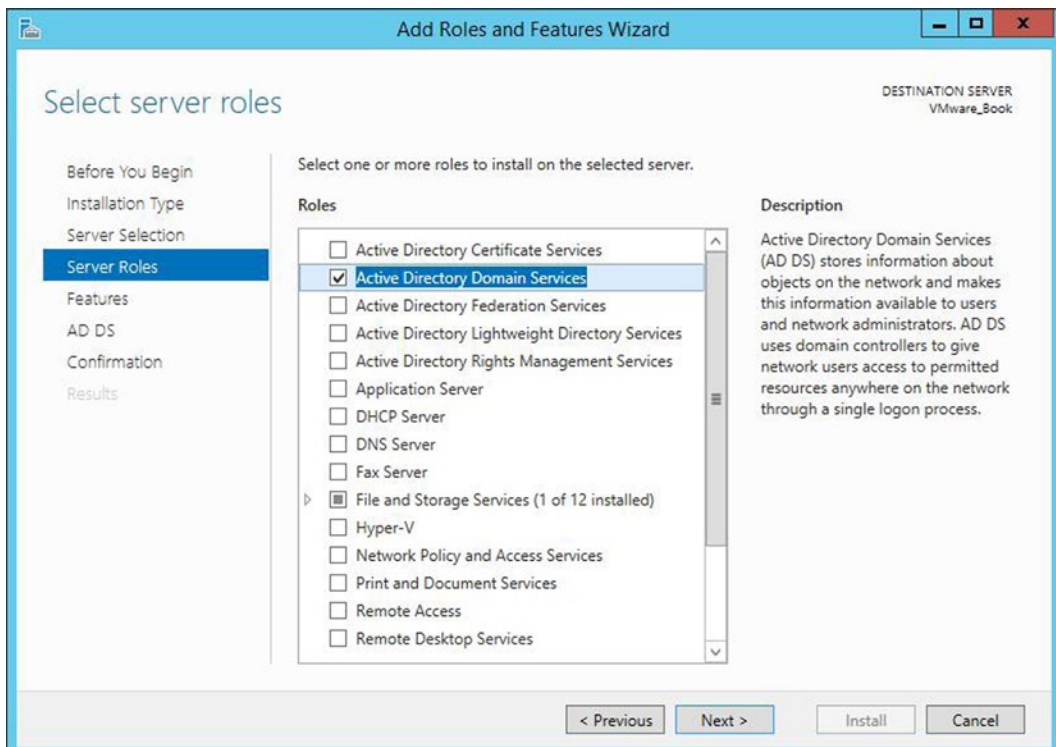 Add Roles and Features Wizard
Select server roles
DESTINATION SERVER
VMware_Book
Before You Begin
Installation Type
Server Selection
Server Roles
Features
AD DS
Confirmation
Results
Select one or more roles to install on the selected server.
Roles
Active Directory Certificate Services
Active Directory Domain Services
Active Directory Federation Services
Active Directory Lightweight Directory Services
Active Directory Rights Management Services
Application Server
DHCP Server
DNS Server
Fax Server
File and Storage Services (1 of 12 installed)
Hyper-V
Network Policy and Access Services
Print and Document Services
Remote Access
Remote Desktop Services
Description
Active Directory Domain Services
(AD DS) stores information about
objects on the network and makes
this information available to users
and network administrators. AD DS
uses domain controllers to give
network users access to permitted
resources anywhere on the network
through a single logon process.
< Previous
Next >
Install
Cancel